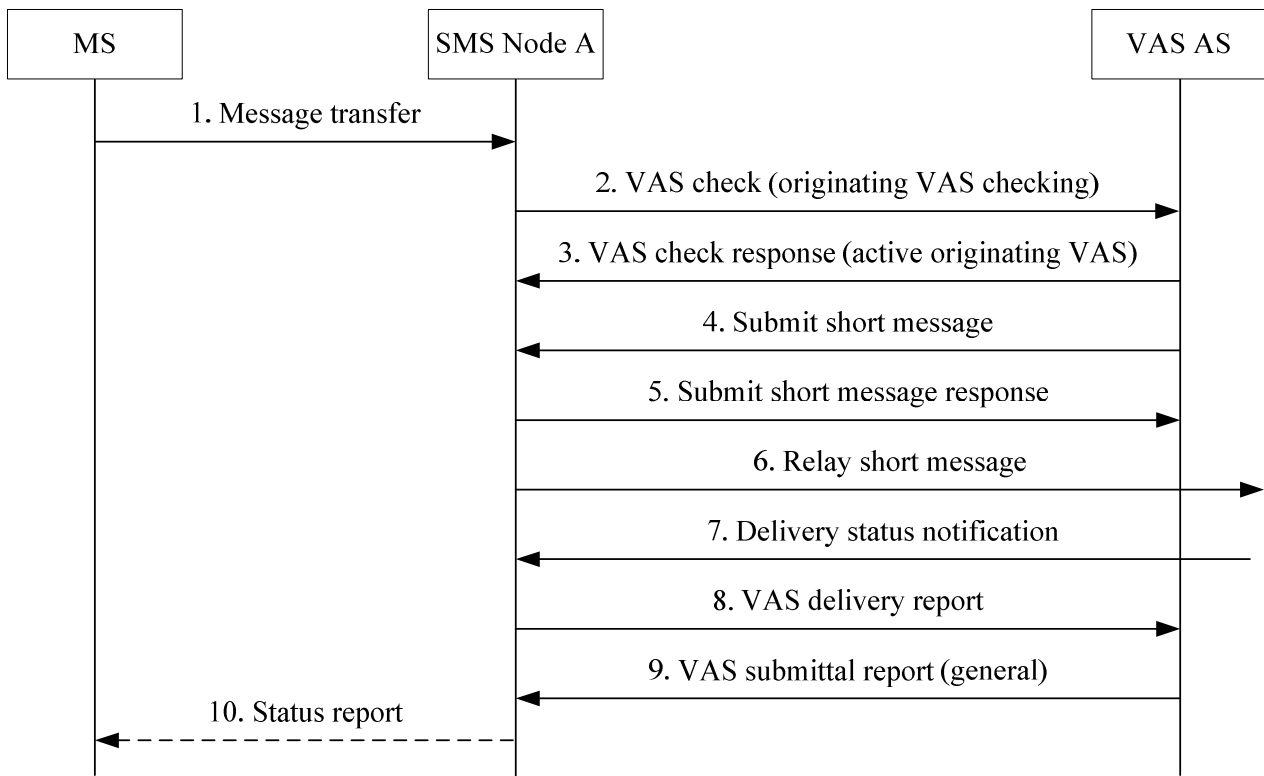 MS
SMS Node A
VAS AS
1. Message transfer
2. VAS check (originating VAS checking)
3. VAS check response (active originating VAS)
4. Submit short message
5. Submit short message response
6. Relay short message
7. Delivery status notification
8. VAS delivery report
9. VAS submittal report (general)
10. Status report